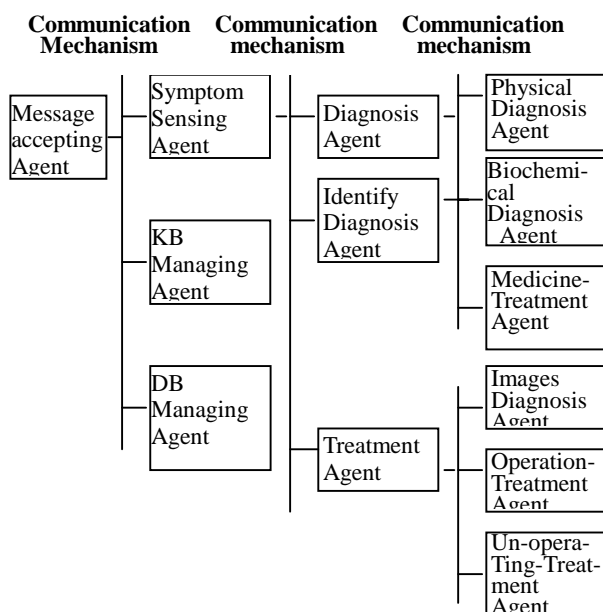 Communication Mechanism
Communication mechanism
Communication mechanism
Message
accepting
Agent
Symptom
Sensing
Agent
KB
Managing
Agent
DB
Managing
Agent
Diagnosis
Agent
Identify
Diagnosis
Agent
Treatment
Agent
Physical
Diagnosis
Agent
Biochemi-
cal
Diagnosis
Agent
Medicine-
Treatment
Agent
Images
Diagnosis
Agent
Operation-
Treatment
Agent
Un-opera-
Ting-Treat-
ment
Agent